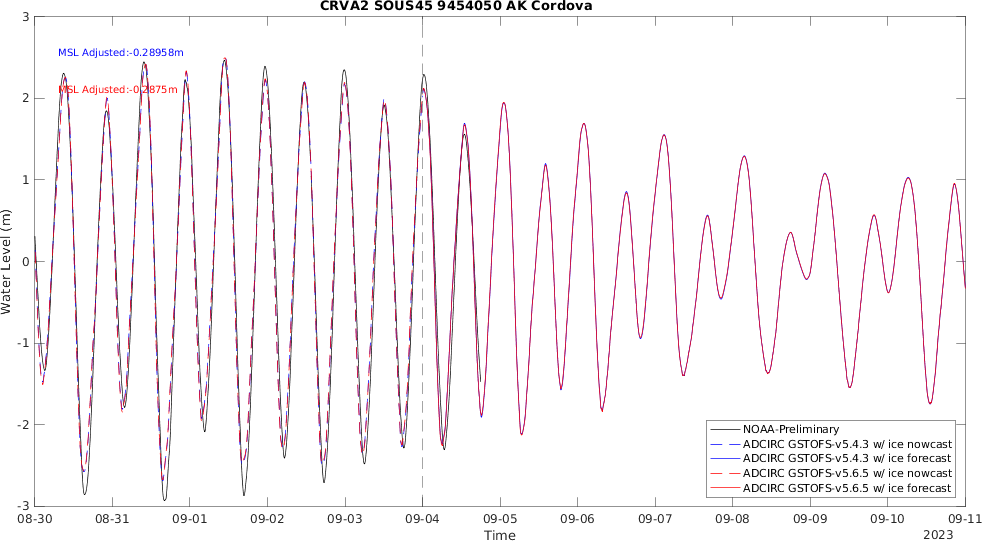 CRVA2 SOUS45 9454050 AK Cordova
3
MSL Adjusted:-0.28958m
MSL Adjusted:-0.2875m
2
1
0
-1
-2
-3
Water Level (m)
NOAA-Preliminary
ADCIRC GSTOFS-v5.4.3 w/ ice nowcast
ADCIRC GSTOFS-v5.4.3 w/ ice forecast
ADCIRC GSTOFS-v5.6.5 w/ ice nowcast
ADCIRC GSTOFS-v5.6.5 w/ ice forecast
08-30 08-31 09-01 09-02 09-03 09-04 09-05 09-06 09-07 09-08 09-09 09-10 09-11
Time
2023